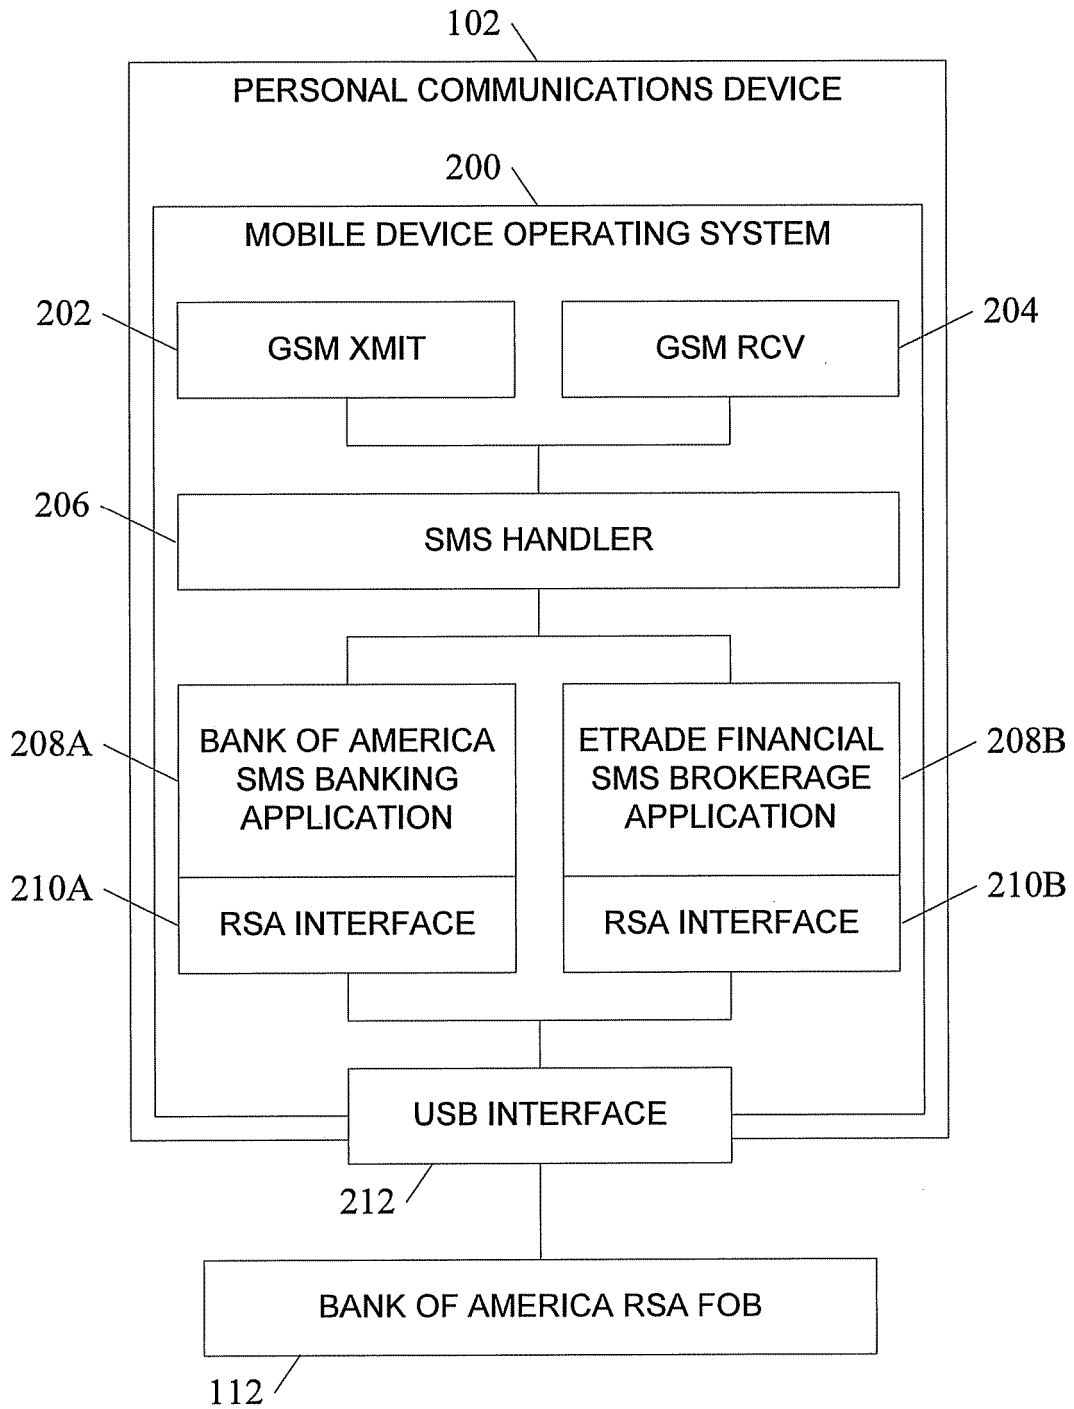 102
PERSONAL COMMUNICATIONS DEVICE
200
MOBILE DEVICE OPERATING SYSTEM
202
GSM XMIT
GSM RCV
204
206
SMS HANDLER
208A
BANK OF AMERICA
SMS BANKING
APPLICATION
ETRADE FINANCIAL
SMS BROKERAGE
APPLICATION
208B
210A
RSA INTERFACE
RSA INTERFACE
210B
USB INTERFACE
212
BANK OF AMERICA RSA FOB
112